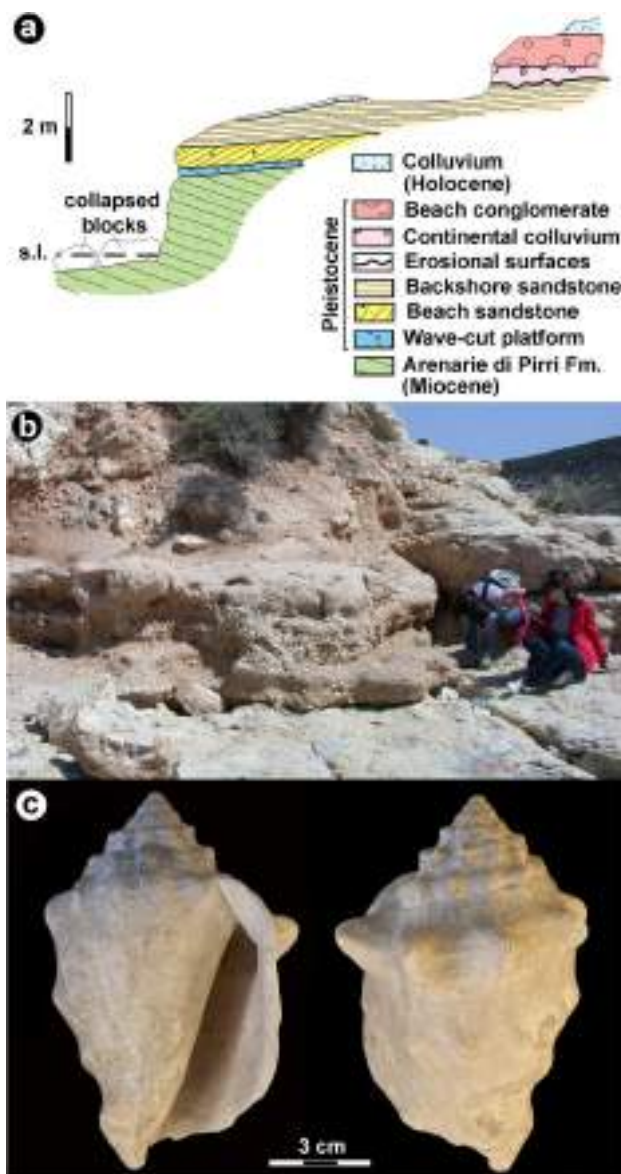 a
2 m
collapsed
blocks
s.l.
Colluvium
(Holocene)
Pleistocene
Beach conglomerate
Continental colluvium
Erosional surfaces
Backshore sandstone
Beach sandstone
Wave-cut platform
Arenarie di Pirri Fm.
(Miocene)
b
c
3 cm